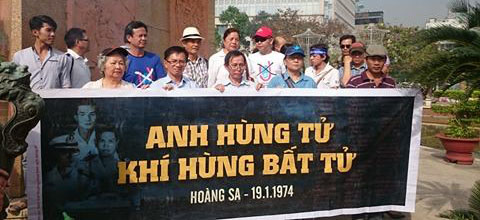 ANH HÙNG TỬ
KHÍ HÙNG BẤT TỬ
HOÀNG SA - 19.1.1974